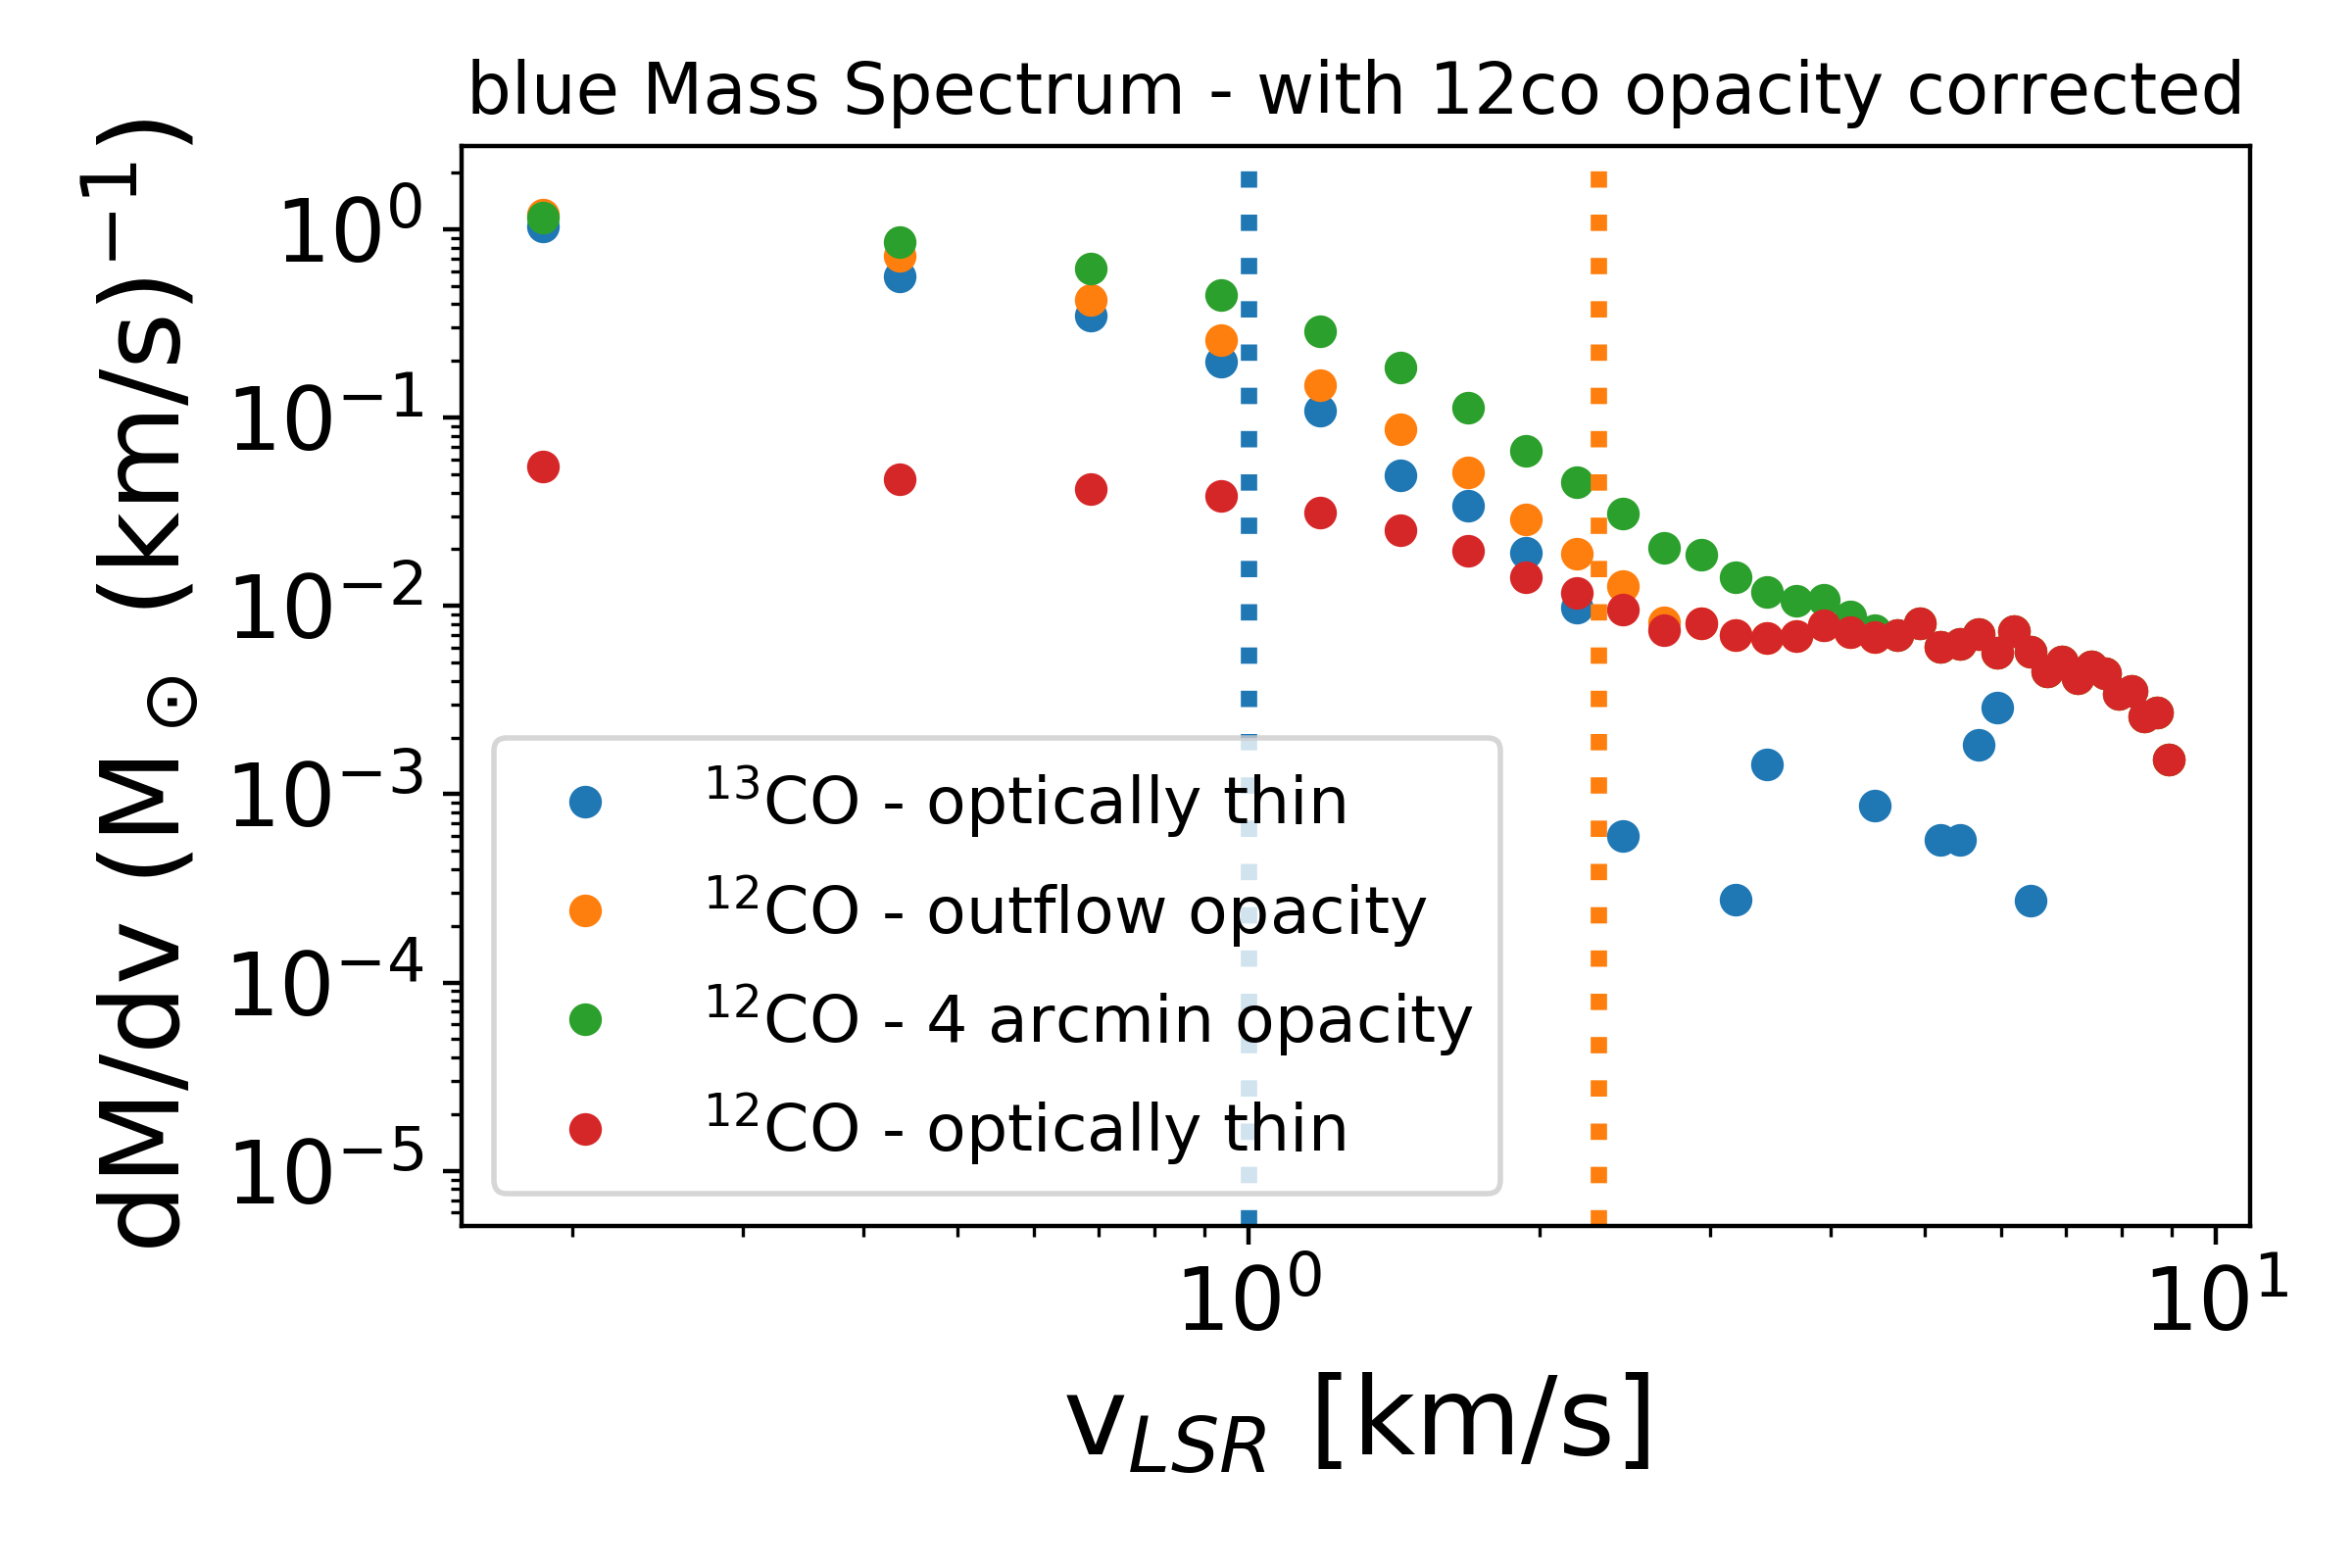 blue Mass Spectrum - with 12co opacity corrected
dM/dv (M☉ (km/s)⁻¹)
10⁰
10⁻¹
10⁻²
10⁻³
10⁻⁴
10⁻⁵
¹³CO - optically thin
¹²CO - outflow opacity
¹²CO - 4 arcmin opacity
¹²CO - optically thin
10⁰ 10¹
v_LSR [km/s]